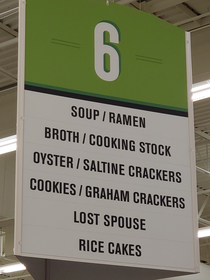 6
SOUP / RAMEN
BROTH / COOKING STOCK
OYSTER / SALTINE CRACKERS
COOKIES / GRAHAM CRACKERS
LOST SPOUSE
RICE CAKES